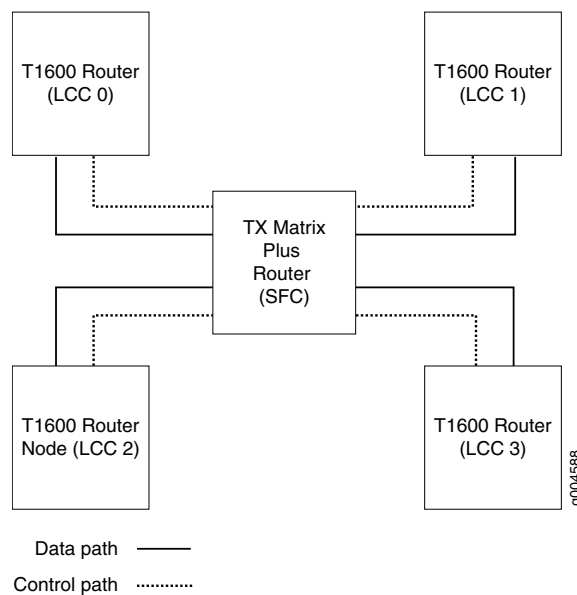 T1600 Router
(LCC 0)
T1600 Router
(LCC 1)
TX Matrix
Plus
Router
(SFC)
T1600 Router
Node (LCC 2)
T1600 Router
(LCC 3)
g004588
Data path
Control path